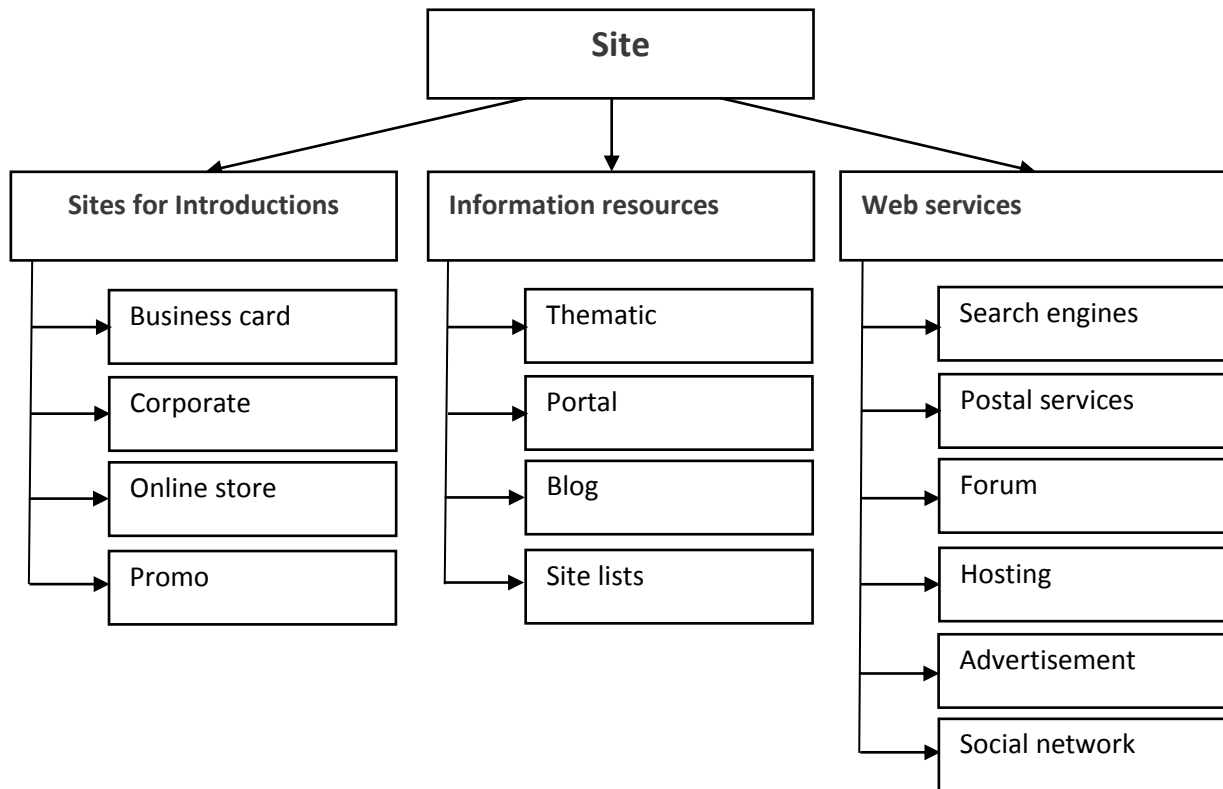 Site
Sites for Introductions
Business card
Corporate
Online store
Promo
Information resources
Thematic
Portal
Blog
Site lists
Web services
Search engines
Postal services
Forum
Hosting
Advertisement
Social network